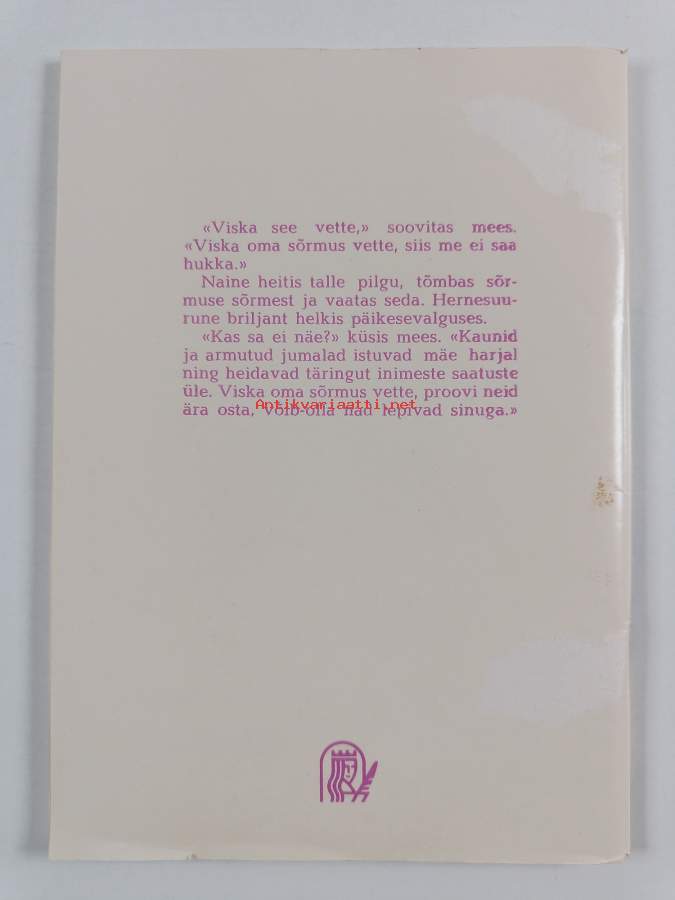 «Viska see vette,» soovitas mees.
«Viska oma sõrmus vette, siis me ei saa
hukka.»
Naine heitis talle pilgu, tõmbas sõr-
muse sõrmest ja vaatas seda. Hernesuu-
rune briljant helkis päikesevalguses.
«Kas sa ei näe?» küsis mees. «Kaunid
ja armutud jumalad istuvad mäe harjal
ning heidavad täringut inimeste saatuste
üle. Viska oma sõrmus vette, proovi neid
ära osta, võib-olla nad lepivad sinuga.»
Antikvariaatti.net